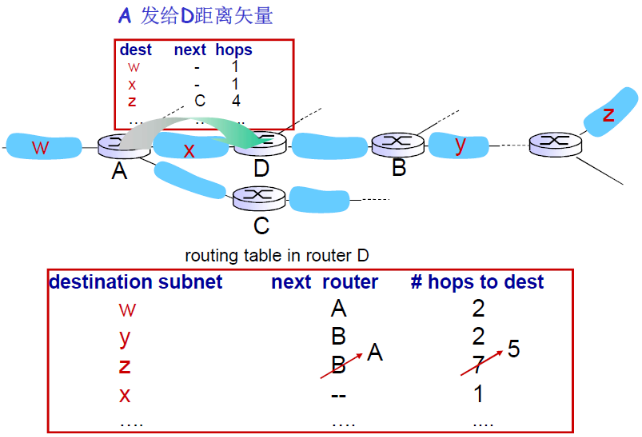 A 发给D距离矢量
dest next hops
w - 1
x - 1
z C 4
.... .. ...
w
A
x
D
B
y
z
C
routing table in router D
destination subnet next router # hops to dest
w A 2
y B 2
z B A 7 5
x -- 1
.... .... ....